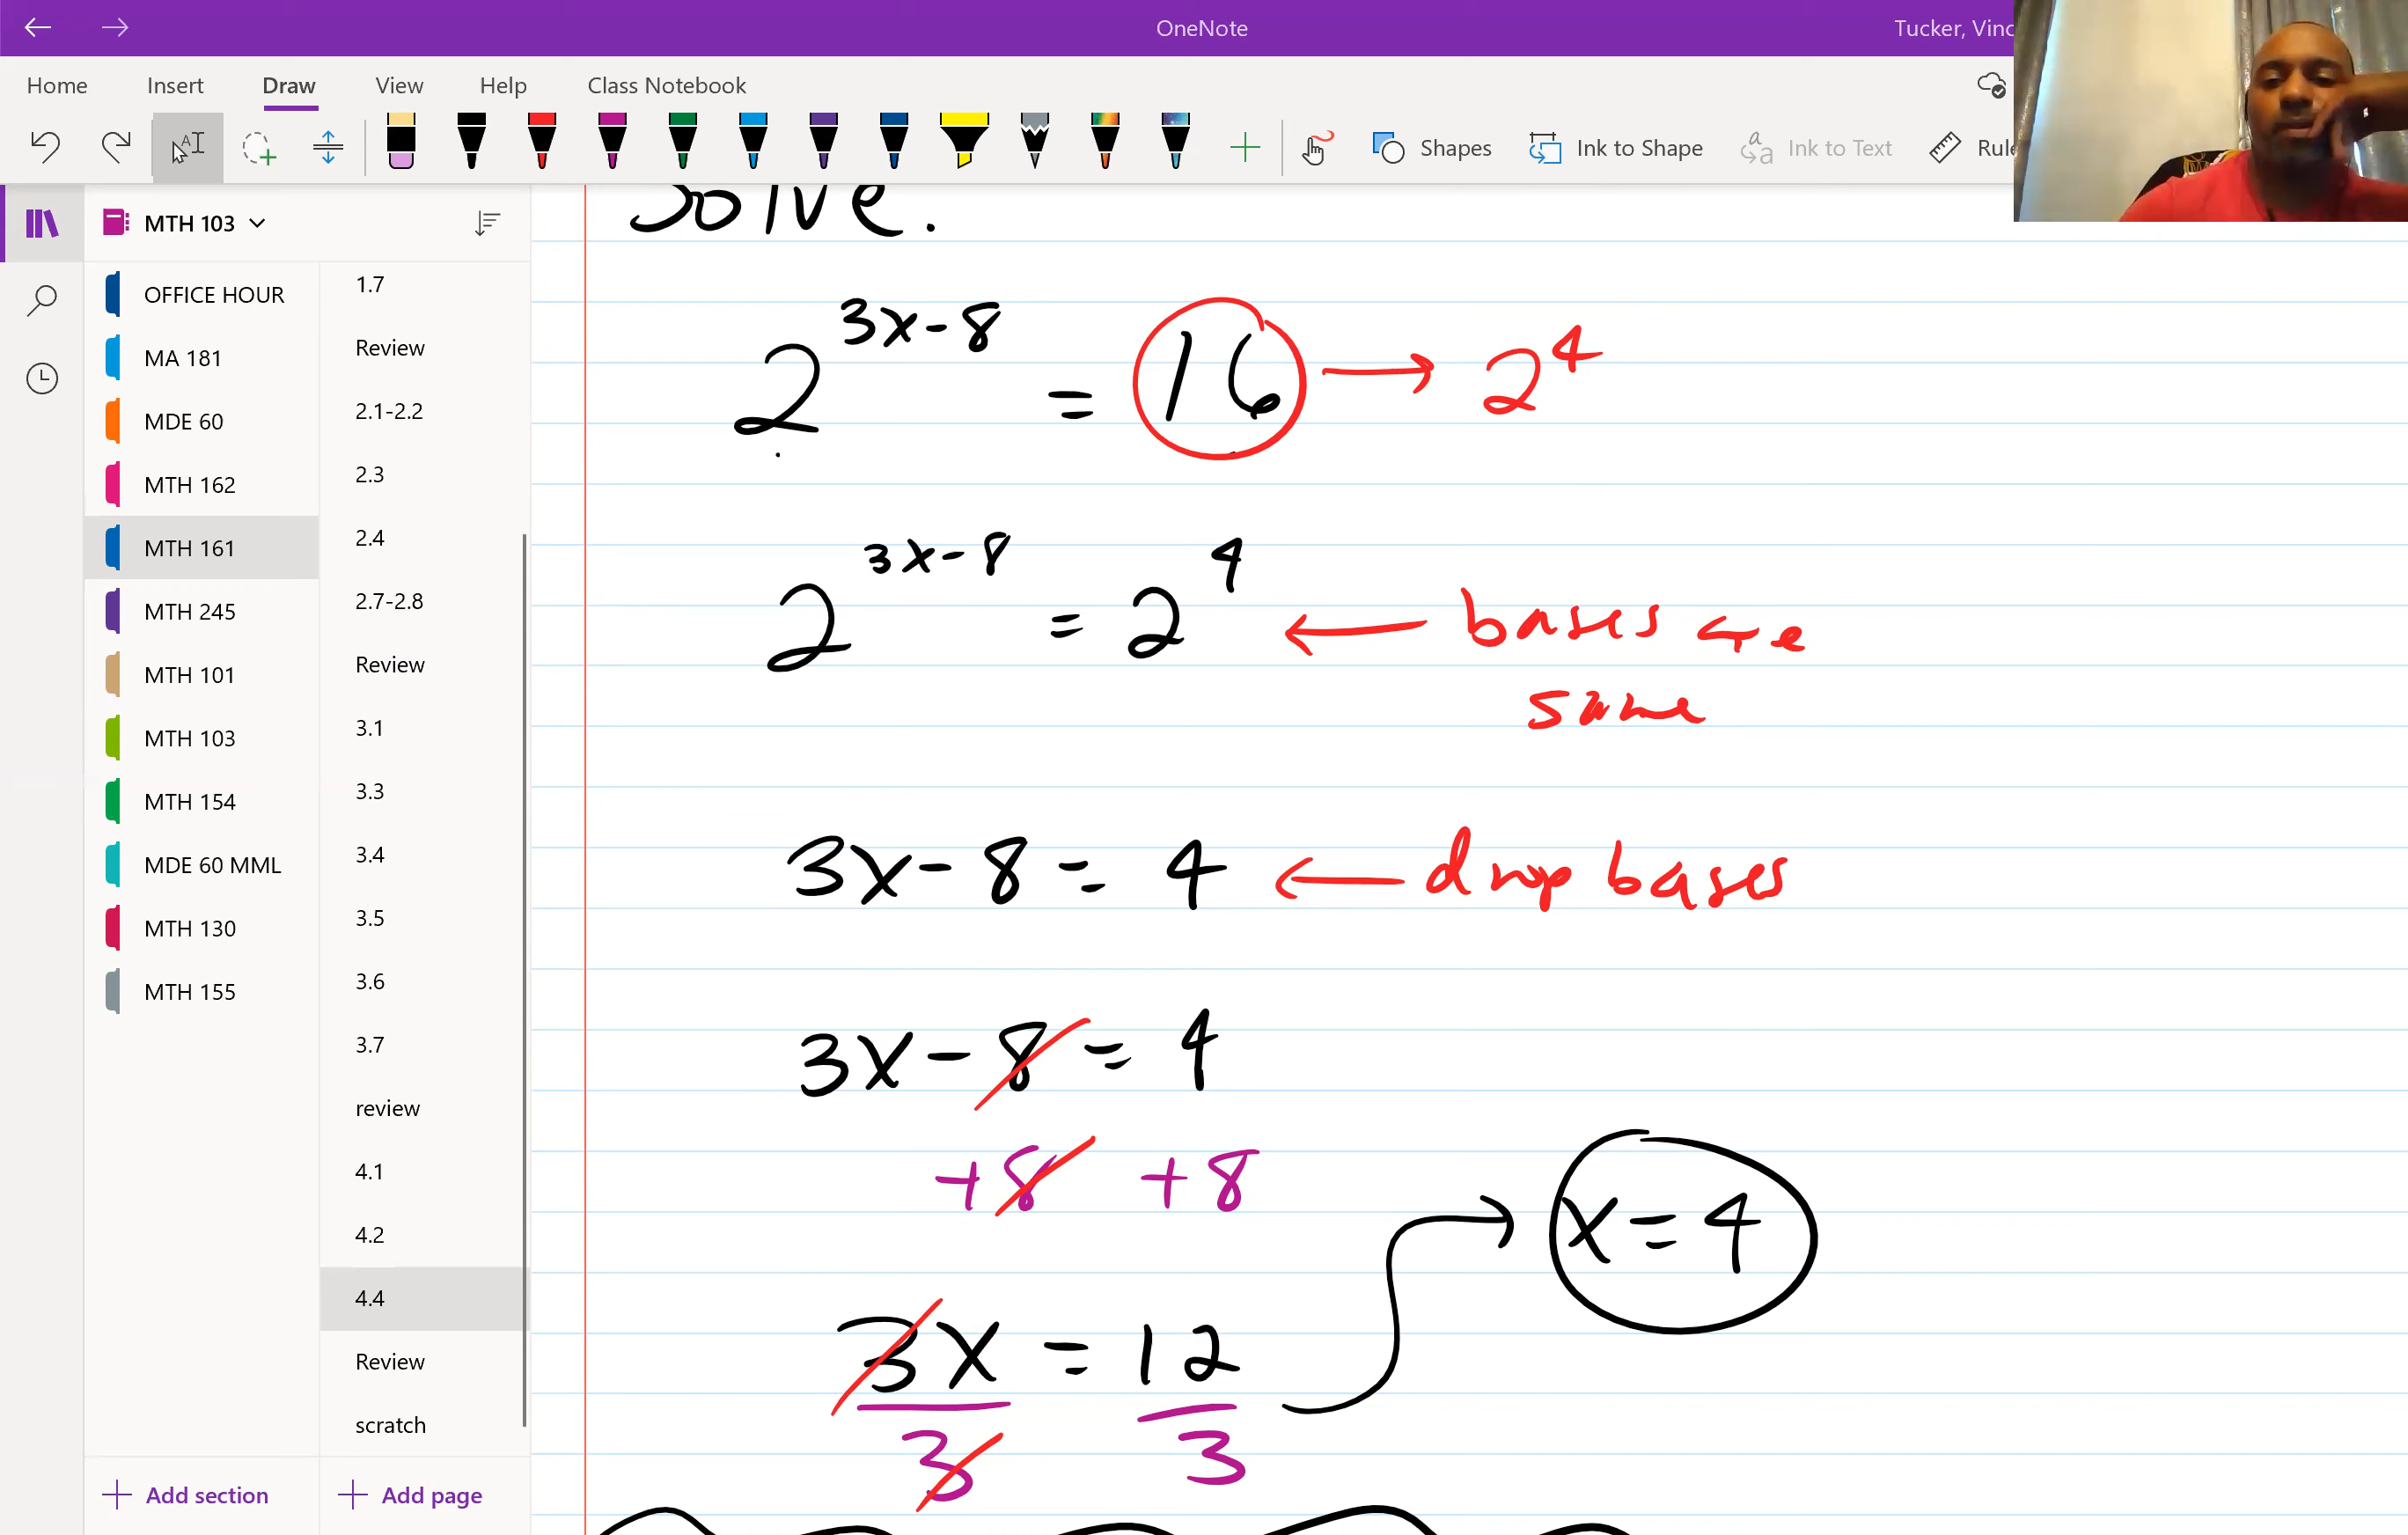 OneNote
Tucker, Vinc
Home Insert Draw View Help Class Notebook
Shapes Ink to Shape Ink to Text Rule
MTH 103
OFFICE HOUR
MA 181
MDE 60
MTH 162
MTH 161
MTH 245
MTH 101
MTH 103
MTH 154
MDE 60 MML
MTH 130
MTH 155
Add section
1.7
Review
2.1-2.2
2.3
2.4
2.7-2.8
Review
3.1
3.3
3.4
3.5
3.6
3.7
review
4.1
4.2
4.4
Review
scratch
Add page
Solve.
2^{3x-8} = 16 → 2^4
2^{3x-8} = 2^4 ← bases are
same
3x - 8 = 4 ← drop bases
3x - 8 = 4
+8 +8
3x = 12 → x = 4
3 3